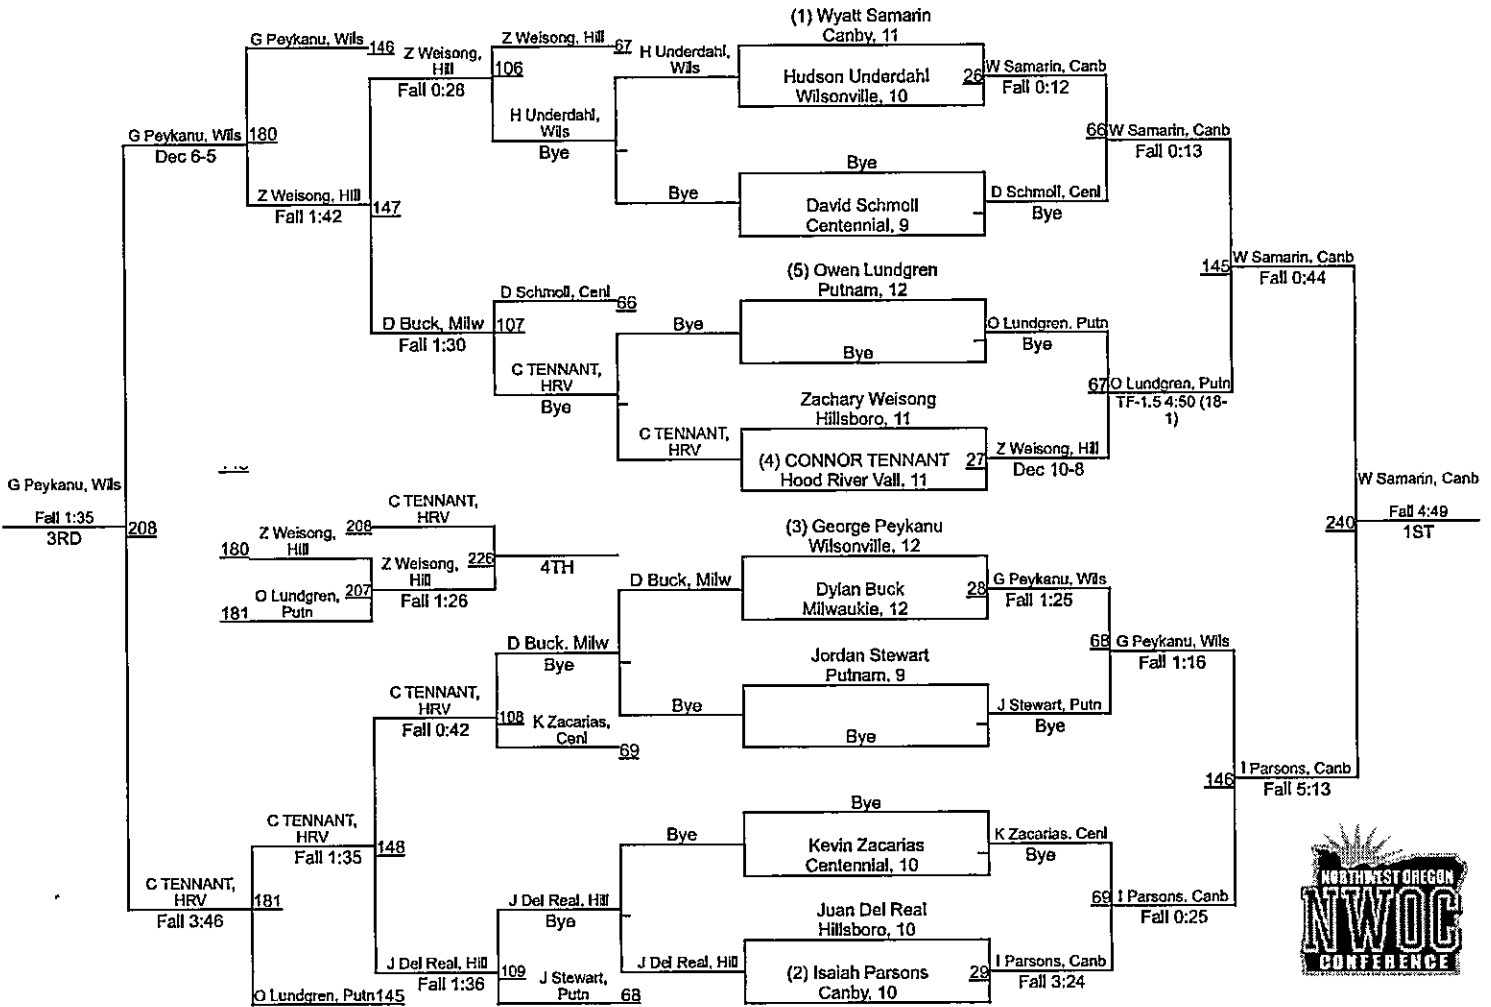 (1) Wyatt Samarin
Canby, 11
Hudson Underdahl
Wilsonville, 10
26
Bye
David Schmoll
Centennial, 9
(5) Owen Lundgren
Putnam, 12
Bye
Zachary Weisong
Hillsboro, 11
(4) CONNOR TENNANT
Hood River Vall, 11
27
(3) George Peykanu
Wilsonville, 12
Dylan Buck
Milwaukie, 12
28
Jordan Stewart
Putnam, 9
Bye
Bye
Kevin Zacarias
Centennial, 10
Juan Del Real
Hillsboro, 10
(2) Isaiah Parsons
Canby, 10
29
W Samarin, Canb
Fall 0:12
D Schmoll, Cenl
Bye
O Lundgren, Putn
Bye
Z Weisong, Hill
Dec 10-8
G Peykanu, Wils
Fall 1:25
J Stewart, Putn
Bye
K Zacarias, Cenl
Bye
I Parsons, Canb
Fall 3:24
66
W Samarin, Canb
Fall 0:13
67
O Lundgren, Putn
TF-1.5 4:50 (18-
1)
68
G Peykanu, Wils
Fall 1:16
69
I Parsons, Canb
Fall 0:25
145
W Samarin, Canb
Fall 0:44
146
I Parsons, Canb
Fall 5:13
240
W Samarin, Canb
Fall 4:49
1ST
H Underdahl,
Wils
Bye
Bye
C TENNANT,
HRV
D Buck, Milw
Bye
Bye
J Del Real, Hill
Z Weisong, Hill
67
H Underdahl,
Wils
Bye
D Schmoll, Cenl
66
C TENNANT,
HRV
Bye
D Buck, Milw
Bye
K Zacarias,
Cenl
69
J Del Real, Hill
Bye
J Stewart,
Putn
68
106
Z Weisong,
Hill
Fall 0:28
107
D Buck, Milw
Fall 1:30
108
C TENNANT,
HRV
Fall 0:42
109
J Del Real, Hill
Fall 1:36
G Peykanu, Wils
146
147
Z Weisong, Hill
Fall 1:42
148
C TENNANT,
HRV
Fall 1:35
O Lundgren, Putn
145
180
G Peykanu, Wils
Dec 6-5
181
C TENNANT,
HRV
Fall 3:46
208
G Peykanu, Wils
Fall 1:35
3RD
C TENNANT,
HRV
208
Z Weisong,
Hill
180
O Lundgren,
Putn
181
207
Z Weisong,
Hill
Fall 1:26
226
4TH
NORTHWEST OREGON
NWOC
CONFERENCE